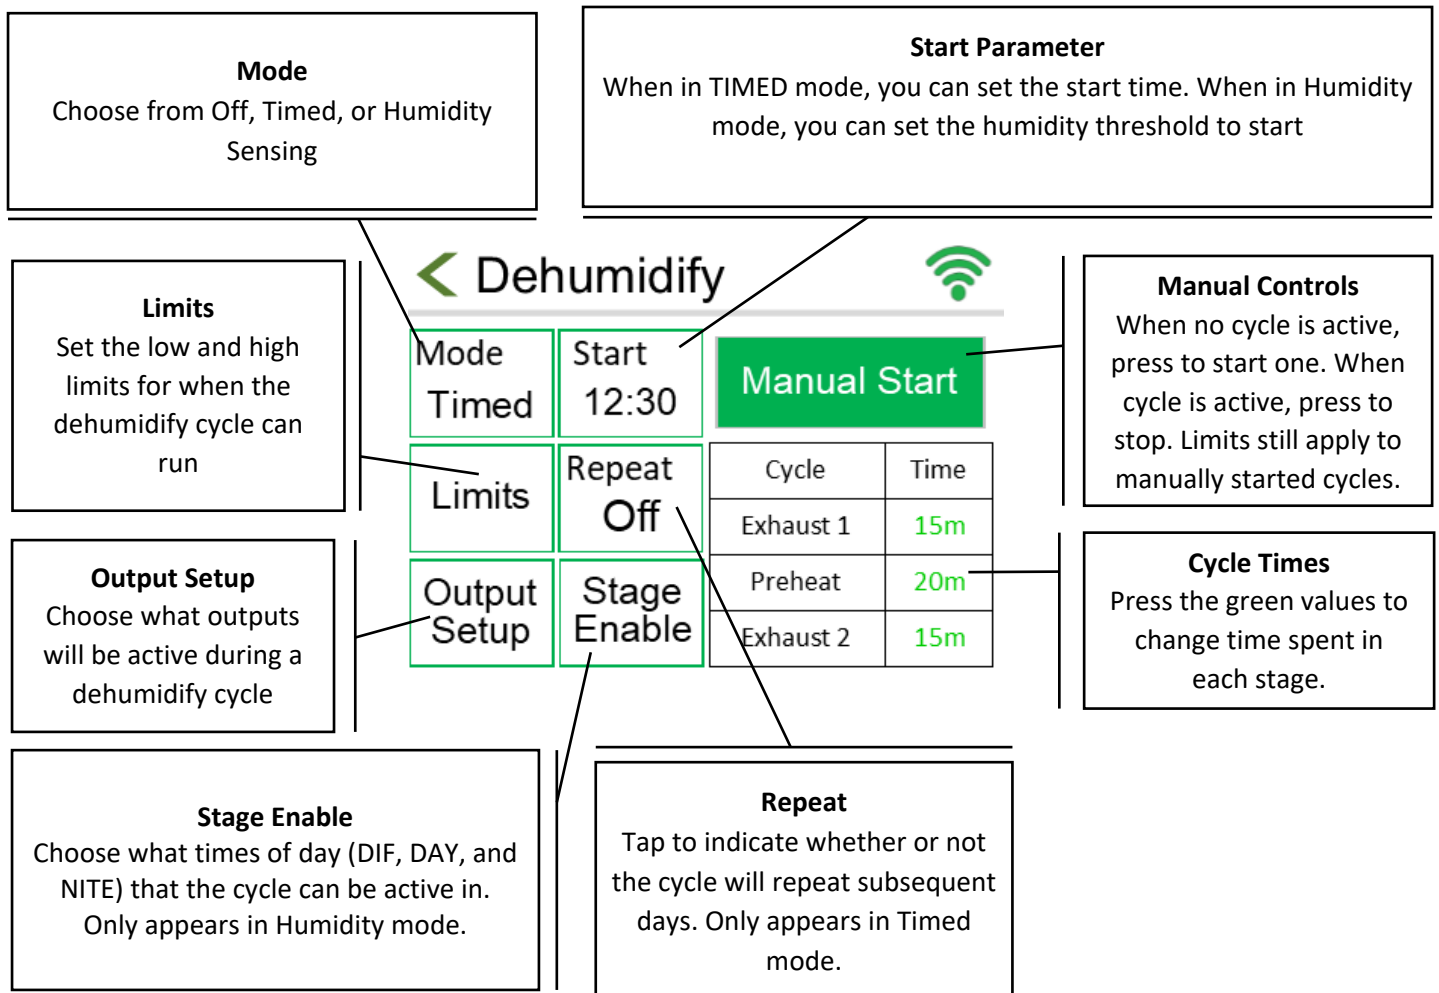 Mode
Choose from Off, Timed, or Humidity
Sensing
Start Parameter
When in TIMED mode, you can set the start time. When in Humidity
mode, you can set the humidity threshold to start
Limits
Set the low and high
limits for when the
dehumidify cycle can
run
Dehumidify
Mode
Timed
Start
12:30
Manual Start
Limits
Repeat
Off
Output
Setup
Stage
Enable
Cycle Time
Exhaust 1 15m
Preheat 20m
Exhaust 2 15m
Manual Controls
When no cycle is active,
press to start one. When
cycle is active, press to
stop. Limits still apply to
manually started cycles.
Output Setup
Choose what outputs
will be active during a
dehumidify cycle
Cycle Times
Press the green values to
change time spent in
each stage.
Stage Enable
Choose what times of day (DIF, DAY, and
NITE) that the cycle can be active in.
Only appears in Humidity mode.
Repeat
Tap to indicate whether or not
the cycle will repeat subsequent
days. Only appears in Timed
mode.